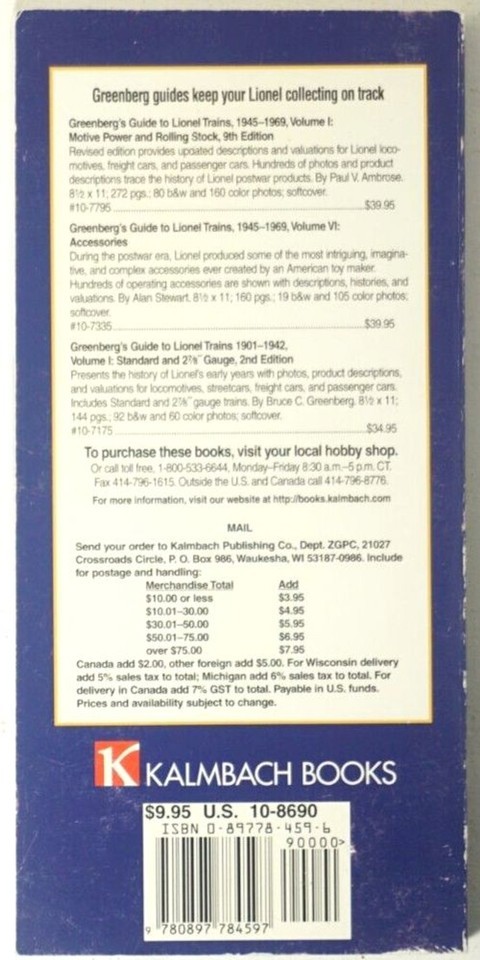 Greenberg guides keep your Lionel collecting on track
Greenberg's Guide to Lionel Trains, 1945–1969, Volume I:
Motive Power and Rolling Stock, 9th Edition
Revised edition provides updated descriptions and valuations for Lionel loco-
motives, freight cars, and passenger cars. Hundreds of photos and product
descriptions trace the history of Lionel postwar products. By Paul V. Ambrose.
8½ x 11; 272 pgs.; 80 b&w and 160 color photos; softcover.
#10-7795 $39.95
Greenberg's Guide to Lionel Trains, 1945–1969, Volume VI:
Accessories
During the postwar era, Lionel produced some of the most intriguing, imagina-
tive, and complex accessories ever created by an American toy maker.
Hundreds of operating accessories are shown with descriptions, histories, and
valuations. By Alan Stewart. 8½ x 11; 160 pgs.; 19 b&w and 105 color photos;
softcover.
#10-7335 $39.95
Greenberg's Guide to Lionel Trains 1901–1942,
Volume I: Standard and 2⅞" Gauge, 2nd Edition
Presents the history of Lionel's early years with photos, product descriptions,
and valuations for locomotives, streetcars, freight cars, and passenger cars.
Includes Standard and 2⅞" gauge trains. By Bruce C. Greenberg. 8½ x 11;
144 pgs.; 92 b&w and 60 color photos; softcover.
#10-7175 $34.95
To purchase these books, visit your local hobby shop.
Or call toll free, 1-800-533-6644, Monday–Friday 8:30 a.m.–5 p.m. CT.
Fax 414-796-1615. Outside the U.S. and Canada call 414-796-8776.
For more information, visit our website at http://books.kalmbach.com
MAIL
Send your order to Kalmbach Publishing Co., Dept. ZGPC, 21027
Crossroads Circle, P. O. Box 986, Waukesha, WI 53187-0986. Include
for postage and handling:
Merchandise Total Add
$10.00 or less $3.95
$10.01–30.00 $4.95
$30.01–50.00 $5.95
$50.01–75.00 $6.95
over $75.00 $7.95
Canada add $2.00, other foreign add $5.00. For Wisconsin delivery
add 5% sales tax to total; Michigan add 6% sales tax to total. For
delivery in Canada add 7% GST to total. Payable in U.S. funds.
Prices and availability subject to change.
K KALMBACH BOOKS
$9.95 U.S. 10-8690
ISBN 0-89778-459-6
90000>
9 780897 784597